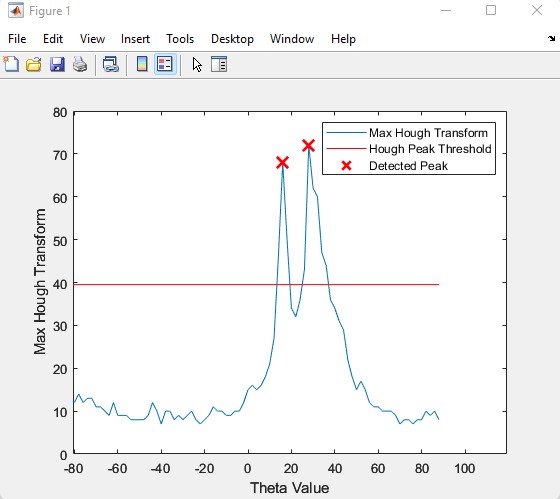 Figure 1
File Edit View Insert Tools Desktop Window Help
80
70
60
50
40
30
20
10
0
Max Hough Transform
Max Hough Transform
Hough Peak Threshold
Detected Peak
-80 -60 -40 -20 0 20 40 60 80 100
Theta Value